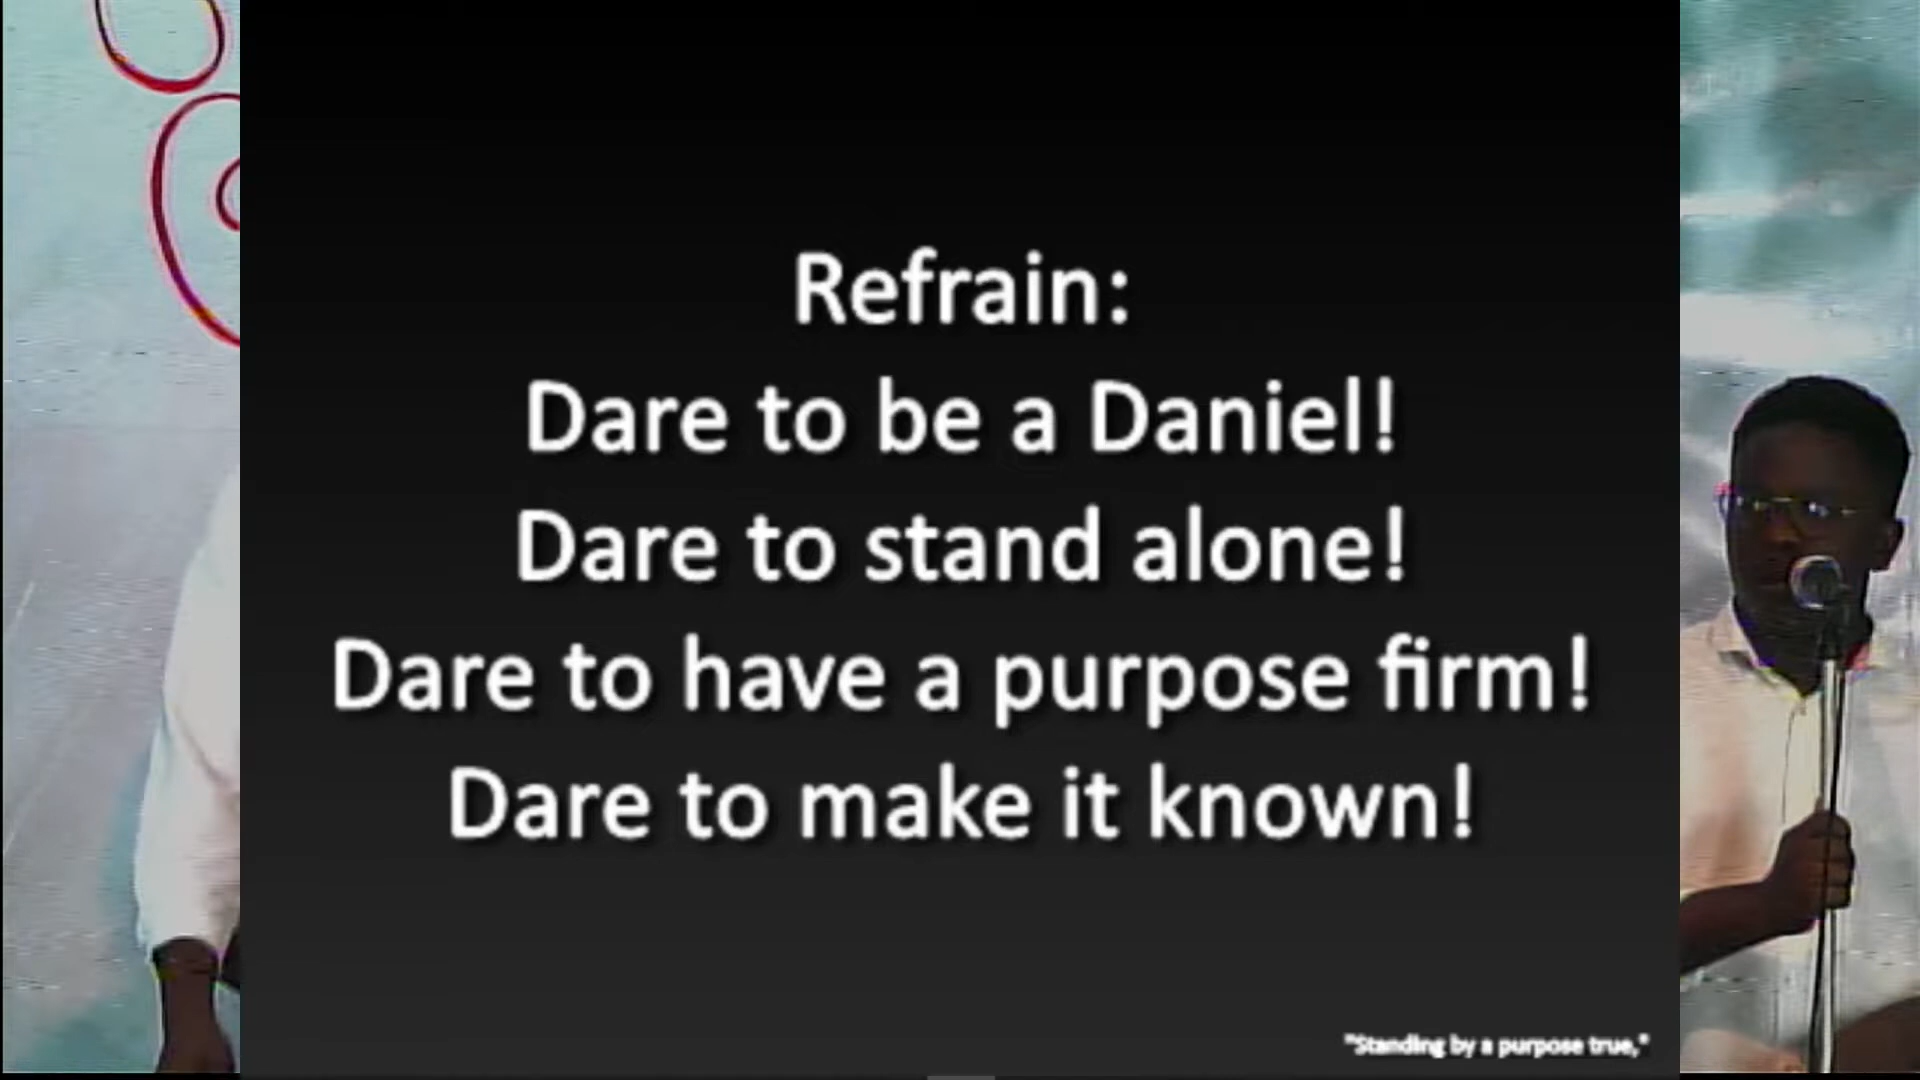 Refrain:
Dare to be a Daniel!
Dare to stand alone!
Dare to have a purpose firm!
Dare to make it known!
"Standing by a purpose true,"